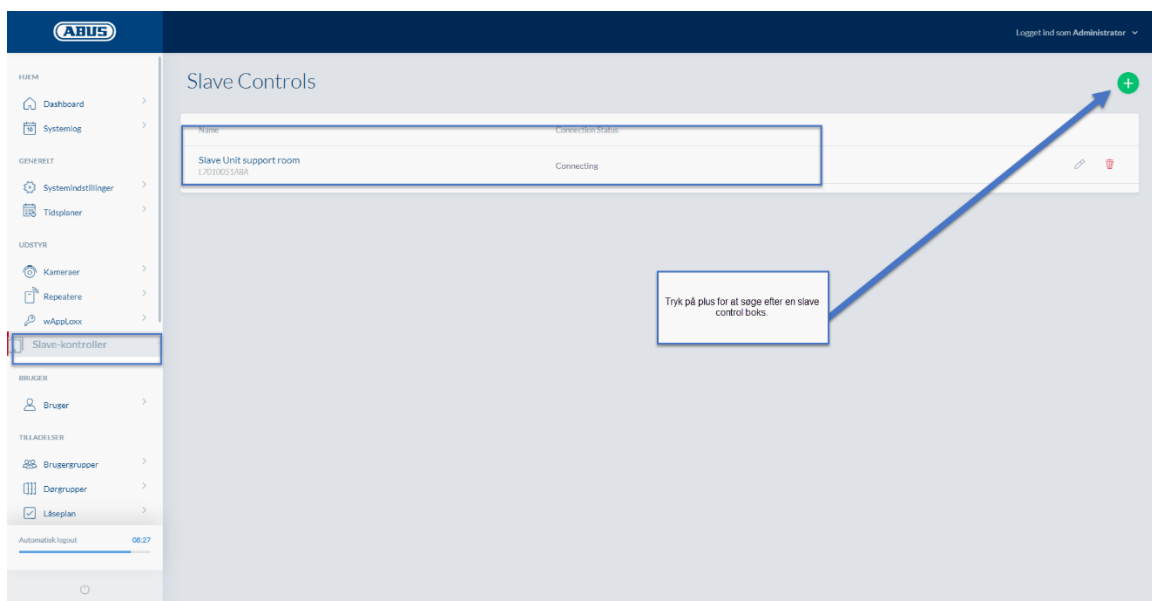 ABUS
Logget ind som Administrator
HJEM
Dashboard
Systemlog
GENERELT
Systemindstillinger
Tidsplaner
UDSTYR
Kameraer
Repeatere
wAppLoxx
Slave-kontroller
BRUGER
Bruger
TILLADELSER
Brugergrupper
Dørgrupper
Låseplan
Automatisk logout 08:27
Slave Controls
Name Connection Status
Slave Unit support room Connecting
L7010051ABA
Tryk på plus for at søge efter en slave
control boks.